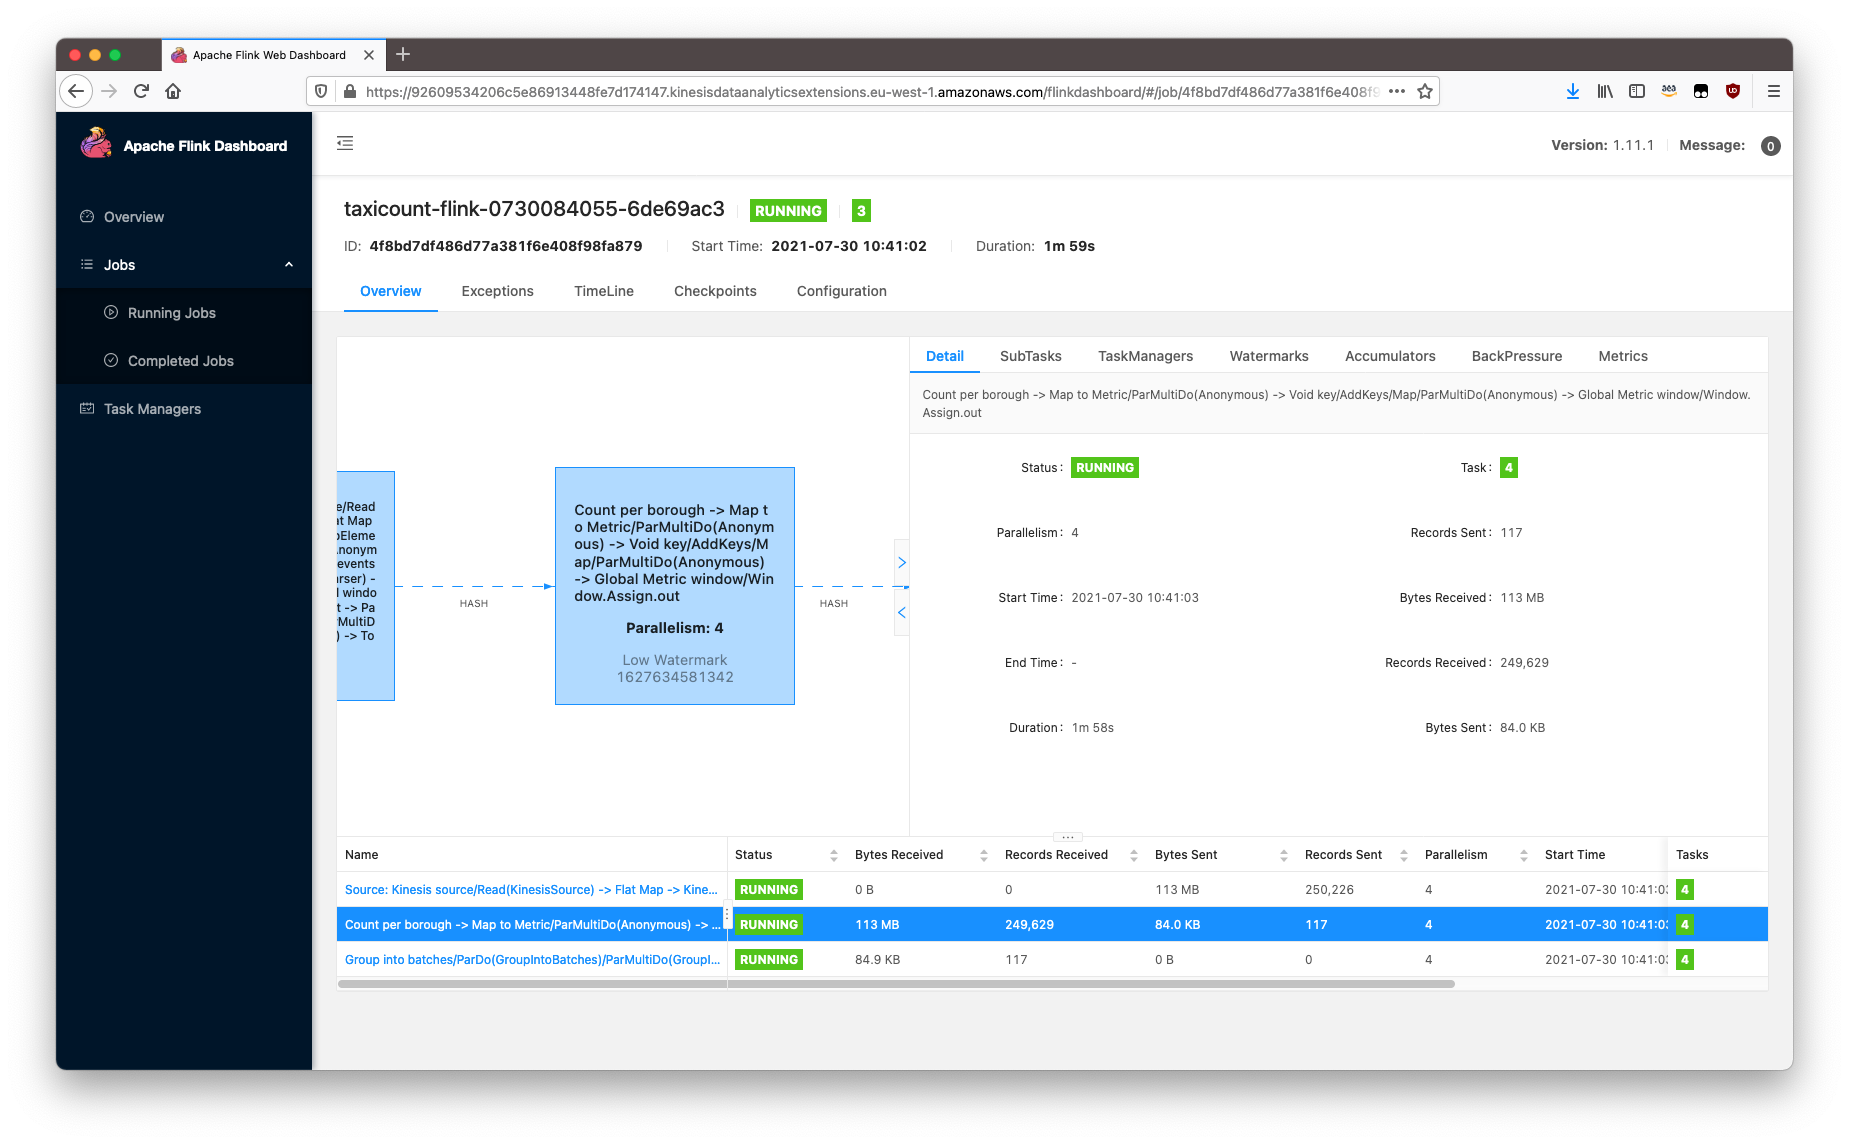 Apache Flink Web Dashboard
https://92609534206c5e86913448fe7d174147.kinesisdataanalyticsextensions.eu-west-1.amazonaws.com/flinkdashboard/#/job/4f8bd7df486d77a381f6e408f9
Apache Flink Dashboard
Version: 1.11.1 Message: 0
Overview
Jobs
Running Jobs
Completed Jobs
Task Managers
taxicount-flink-0730084055-6de69ac3 RUNNING 3
ID: 4f8bd7df486d77a381f6e408f98fa879 Start Time: 2021-07-30 10:41:02 Duration: 1m 59s
Overview Exceptions TimeLine Checkpoints Configuration
e/Read
at Map
Eleme
nonym
events
rser) -
windo
t -> Pa
MultiD
) -> To
HASH
Count per borough -> Map t
o Metric/ParMultiDo(Anonym
ous) -> Void key/AddKeys/M
ap/ParMultiDo(Anonymous)
-> Global Metric window/Win
dow.Assign.out
Parallelism: 4
Low Watermark
1627634581342
HASH
Detail SubTasks TaskManagers Watermarks Accumulators BackPressure Metrics
Count per borough -> Map to Metric/ParMultiDo(Anonymous) -> Void key/AddKeys/Map/ParMultiDo(Anonymous) -> Global Metric window/Window.
Assign.out
Status: RUNNING Task: 4
Parallelism: 4 Records Sent: 117
Start Time: 2021-07-30 10:41:03 Bytes Received: 113 MB
End Time: - Records Received: 249,629
Duration: 1m 58s Bytes Sent: 84.0 KB
Name Status Bytes Received Records Received Bytes Sent Records Sent Parallelism Start Time Tasks
Source: Kinesis source/Read(KinesisSource) -> Flat Map -> Kine... RUNNING 0 B 0 113 MB 250,226 4 2021-07-30 10:41:0 4
Count per borough -> Map to Metric/ParMultiDo(Anonymous) -> ... RUNNING 113 MB 249,629 84.0 KB 117 4 2021-07-30 10:41:0 4
Group into batches/ParDo(GroupIntoBatches)/ParMultiDo(GroupI... RUNNING 84.9 KB 117 0 B 0 4 2021-07-30 10:41:0 4